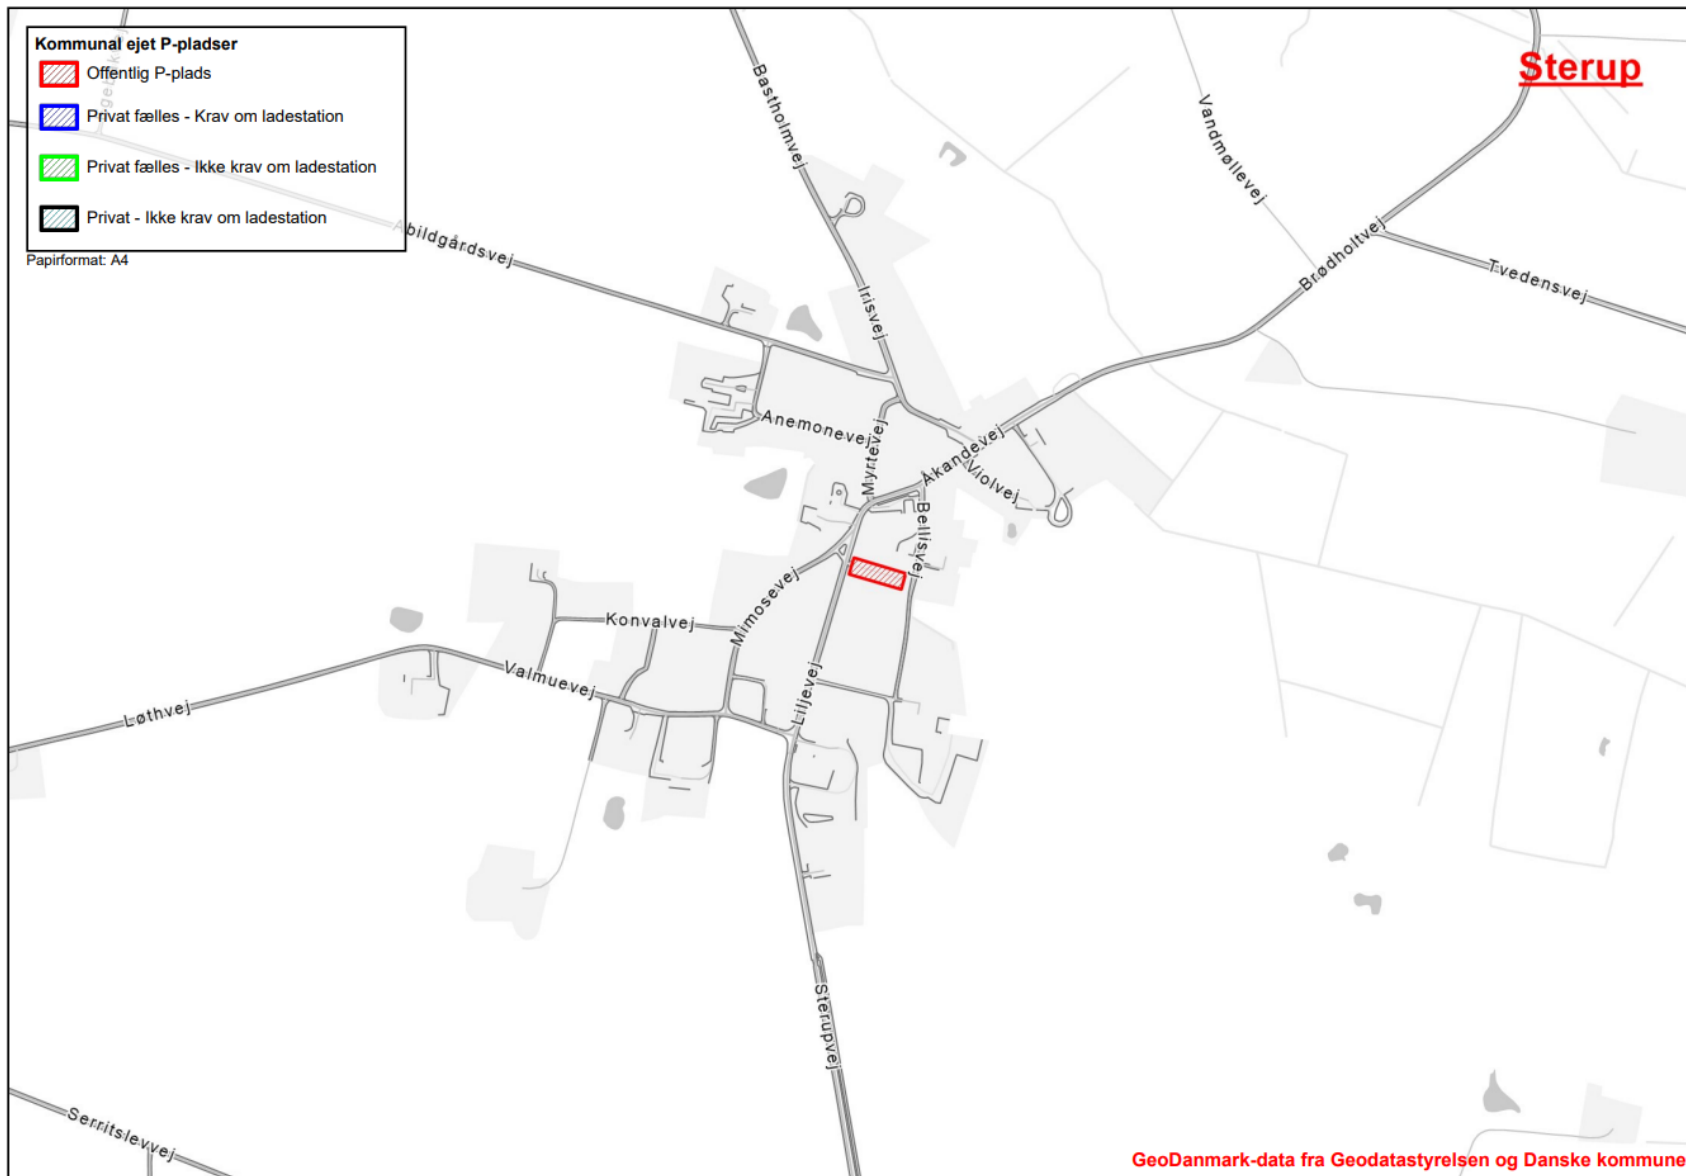 Kommunal ejet P-pladser
Offentlig P-plads
Privat fælles - Krav om ladestation
Privat fælles - Ikke krav om ladestation
Privat - Ikke krav om ladestation
Papirformat: A4
Sterup
Bastholmvej
Vandmøllevej
Abildgårdsvej
Brødholtvej
Tvedensvej
Irisvej
Anemonevej
Myrtevej
Åkandevej
Violvej
Bellisvej
Mimosevej
Konvalvej
Valmuevej
Liljevej
Løthvej
Sterupvej
Serritslevvej
GeoDanmark-data fra Geodatastyrelsen og Danske kommune